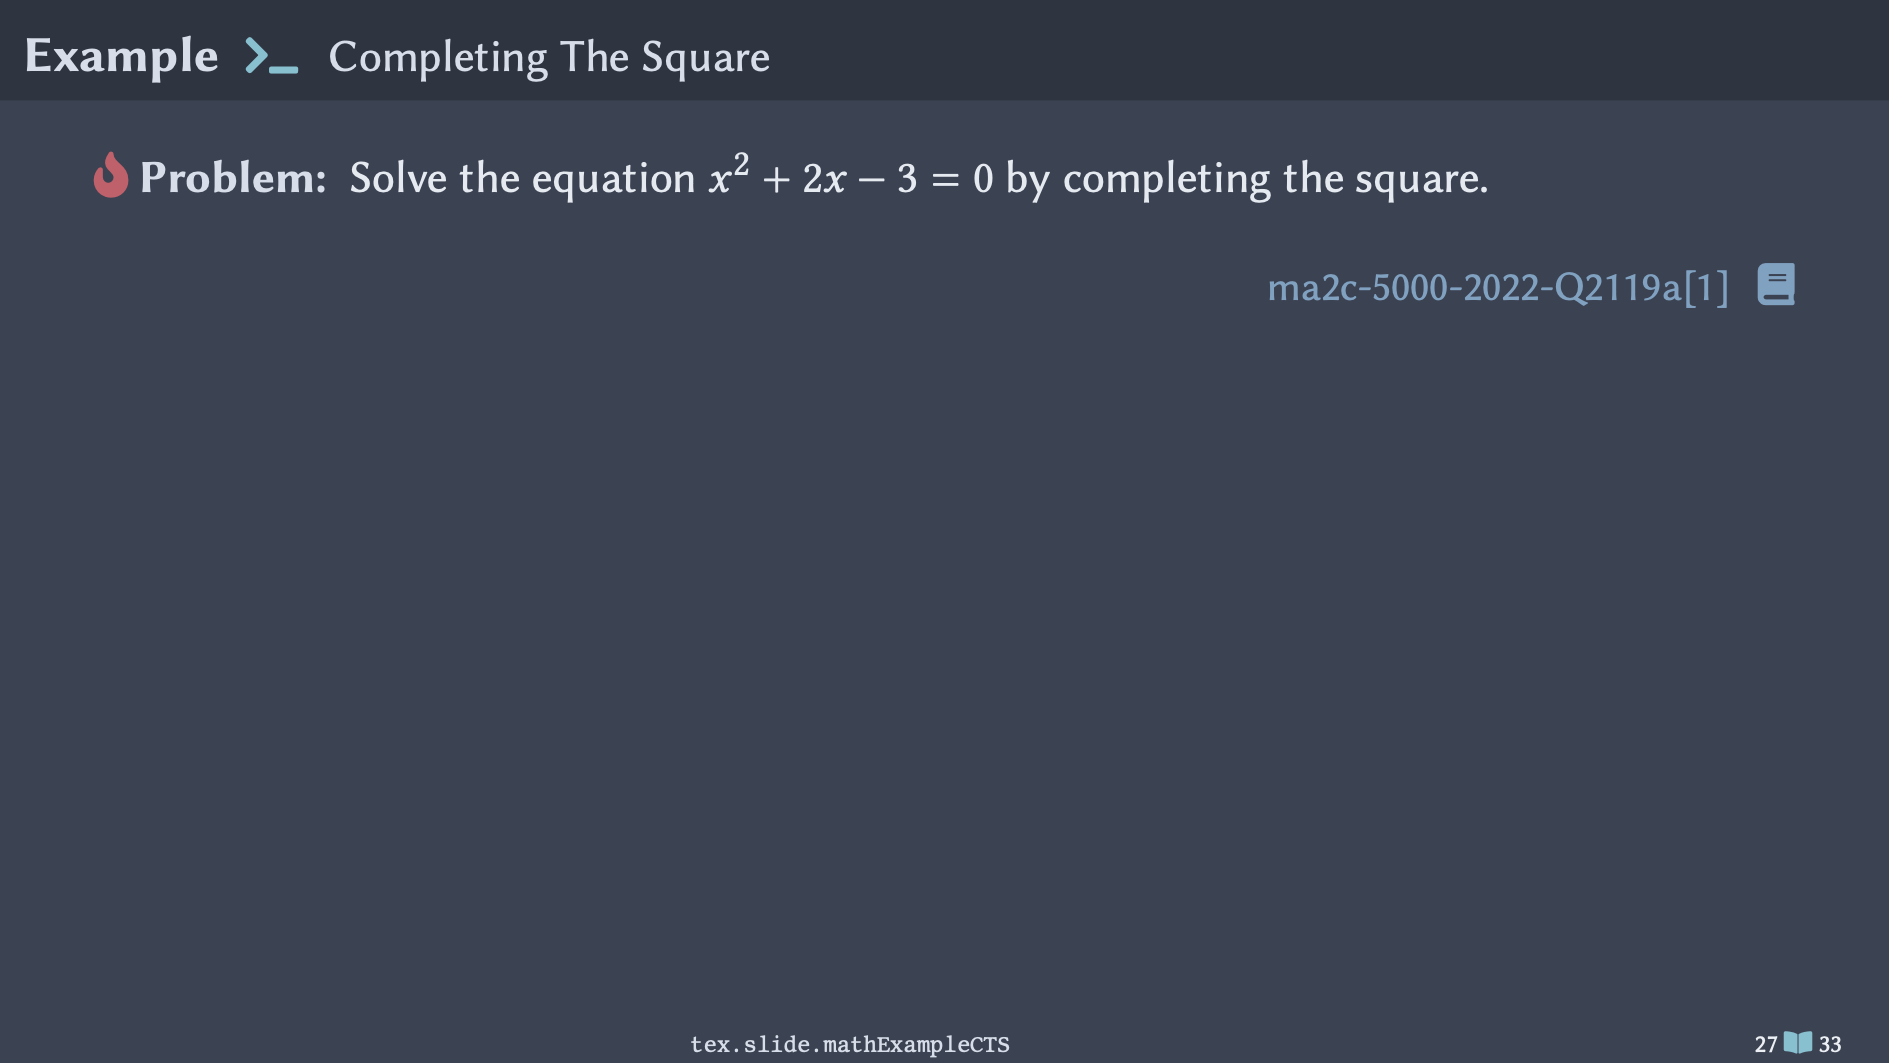 Example Completing The Square
Problem: Solve the equation x² + 2x − 3 = 0 by completing the square.
ma2c-5000-2022-Q2119a[1]
tex.slide.mathExampleCTS
27 33